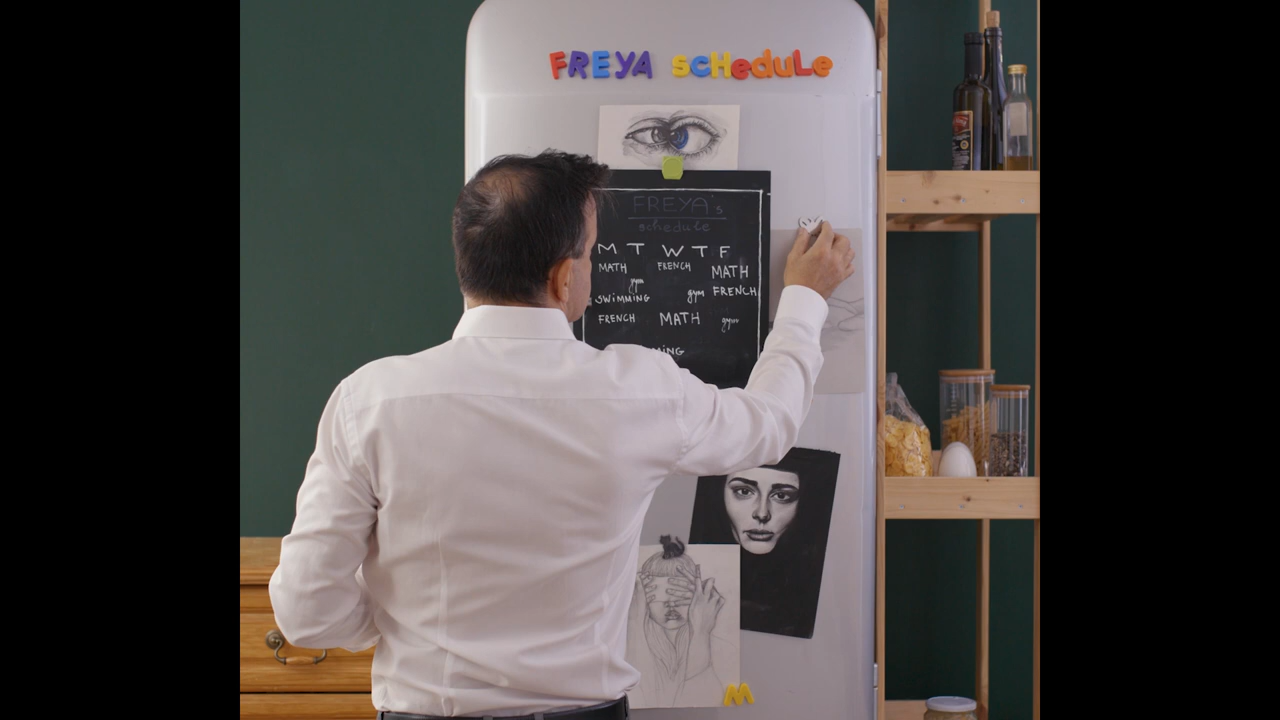 FREYA scHeduLe
FREYA's
schedule
M T W T F
MATH FRENCH MATH
gym
SWIMMING gym FRENCH
FRENCH MATH gym
M